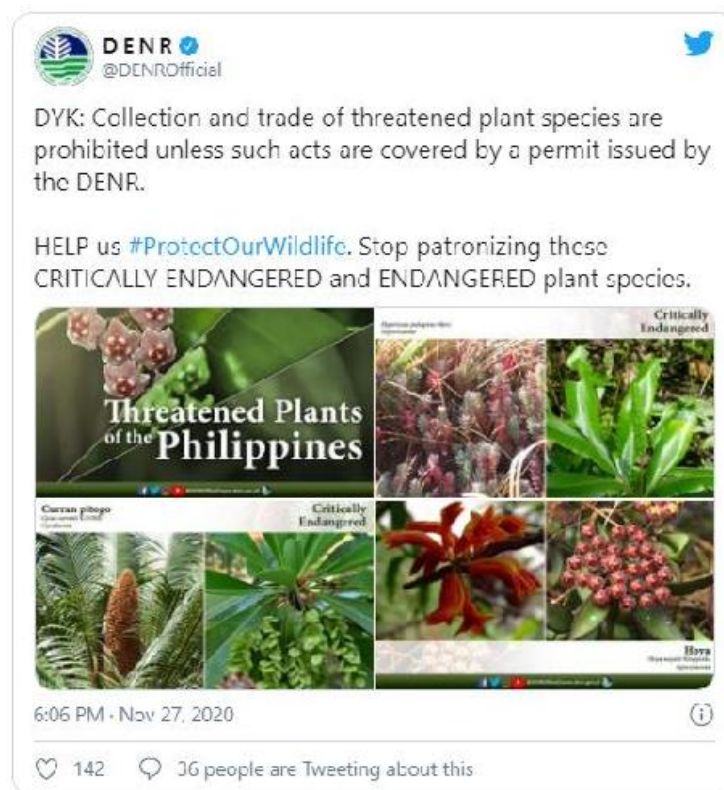 DENR
@DENROfficial
DYK: Collection and trade of threatened plant species are
prohibited unless such acts are covered by a permit issued by
the DENR.
HELP us #ProtectOurWildlife. Stop patronizing these
CRITICALLY ENDANGERED and ENDANGERED plant species.
Threatened Plants
of the Philippines
Critically
Endangered
Curran pitogo
Critically
Endangered
Hoya
6:06 PM · Nov 27, 2020
142
36 people are Tweeting about this